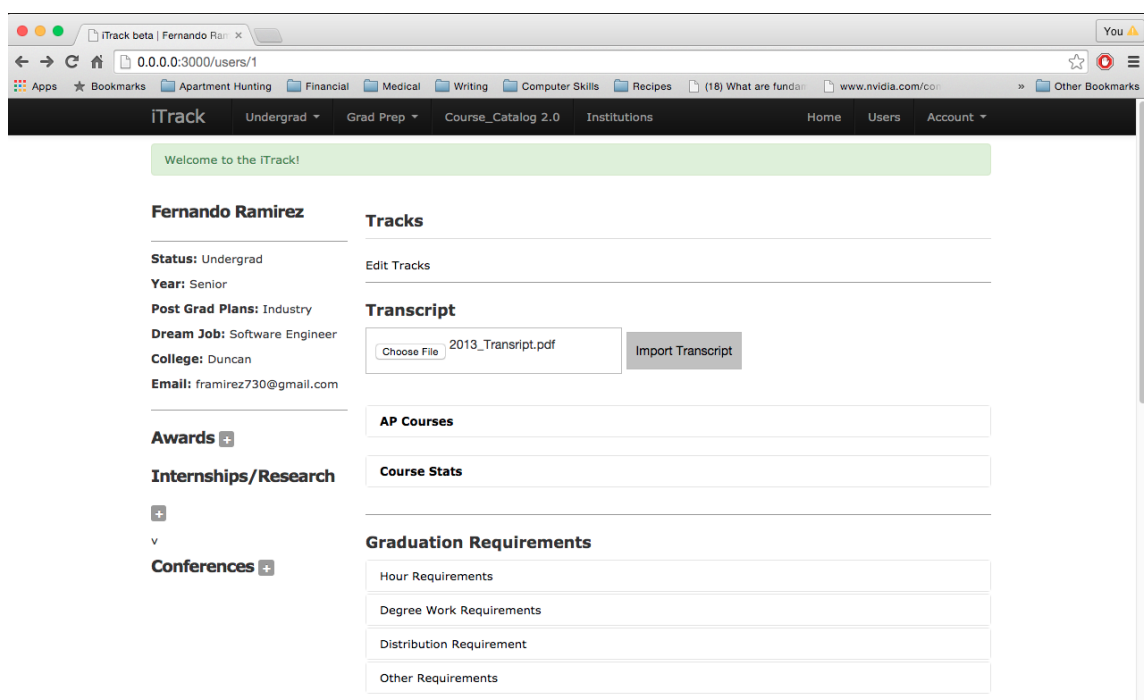 iTrack beta | Fernando Ram
You
0.0.0.0:3000/users/1
Apps Bookmarks Apartment Hunting Financial Medical Writing Computer Skills Recipes (18) What are fundam www.nvidia.com/con » Other Bookmarks
iTrack Undergrad Grad Prep Course_Catalog 2.0 Institutions Home Users Account
Welcome to the iTrack!
Fernando Ramirez
Status: Undergrad
Year: Senior
Post Grad Plans: Industry
Dream Job: Software Engineer
College: Duncan
Email: framirez730@gmail.com
Awards +
Internships/Research
+
v
Conferences +
Tracks
Edit Tracks
Transcript
Choose File 2013_Transript.pdf Import Transcript
AP Courses
Course Stats
Graduation Requirements
Hour Requirements
Degree Work Requirements
Distribution Requirement
Other Requirements